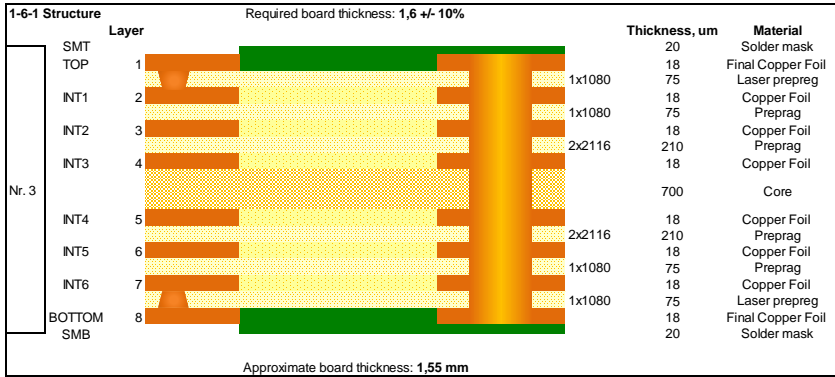 1-6-1 Structure Required board thickness: 1,6 +/- 10%
Layer Thickness, um Material
SMT 20 Solder mask
TOP 1 18 Final Copper Foil
1x1080 75 Laser prepreg
INT1 2 18 Copper Foil
1x1080 75 Preprag
INT2 3 18 Copper Foil
2x2116 210 Preprag
INT3 4 18 Copper Foil
Nr. 3 700 Core
INT4 5 18 Copper Foil
2x2116 210 Preprag
INT5 6 18 Copper Foil
1x1080 75 Preprag
INT6 7 18 Copper Foil
1x1080 75 Laser prepreg
BOTTOM 8 18 Final Copper Foil
SMB 20 Solder mask
Approximate board thickness: 1,55 mm